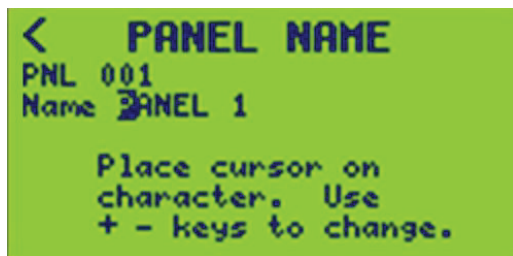 < PANEL NAME
PNL 001
Name PANEL 1
Place cursor on
character. Use
+ - keys to change.